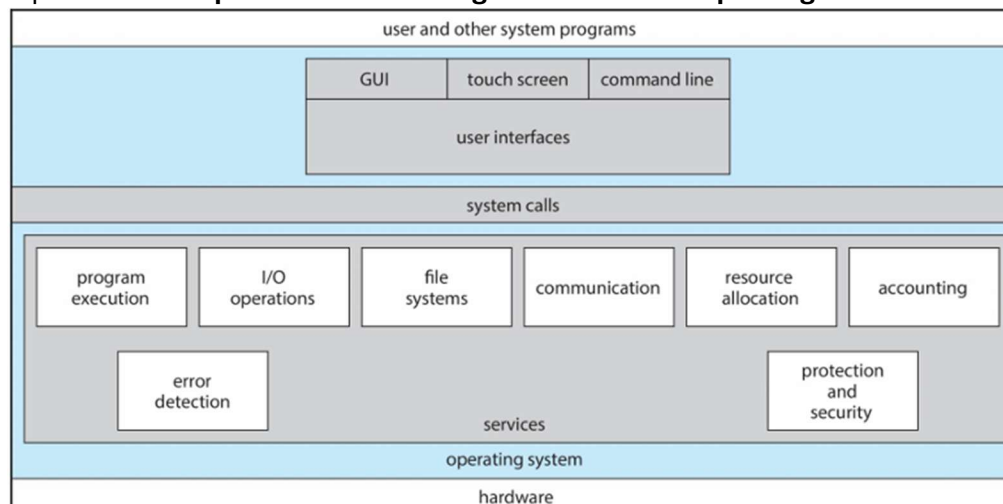 user and other system programs
GUI touch screen command line
user interfaces
system calls
program execution
I/O operations
file systems
communication
resource allocation
accounting
error detection
protection and security
services
operating system
hardware